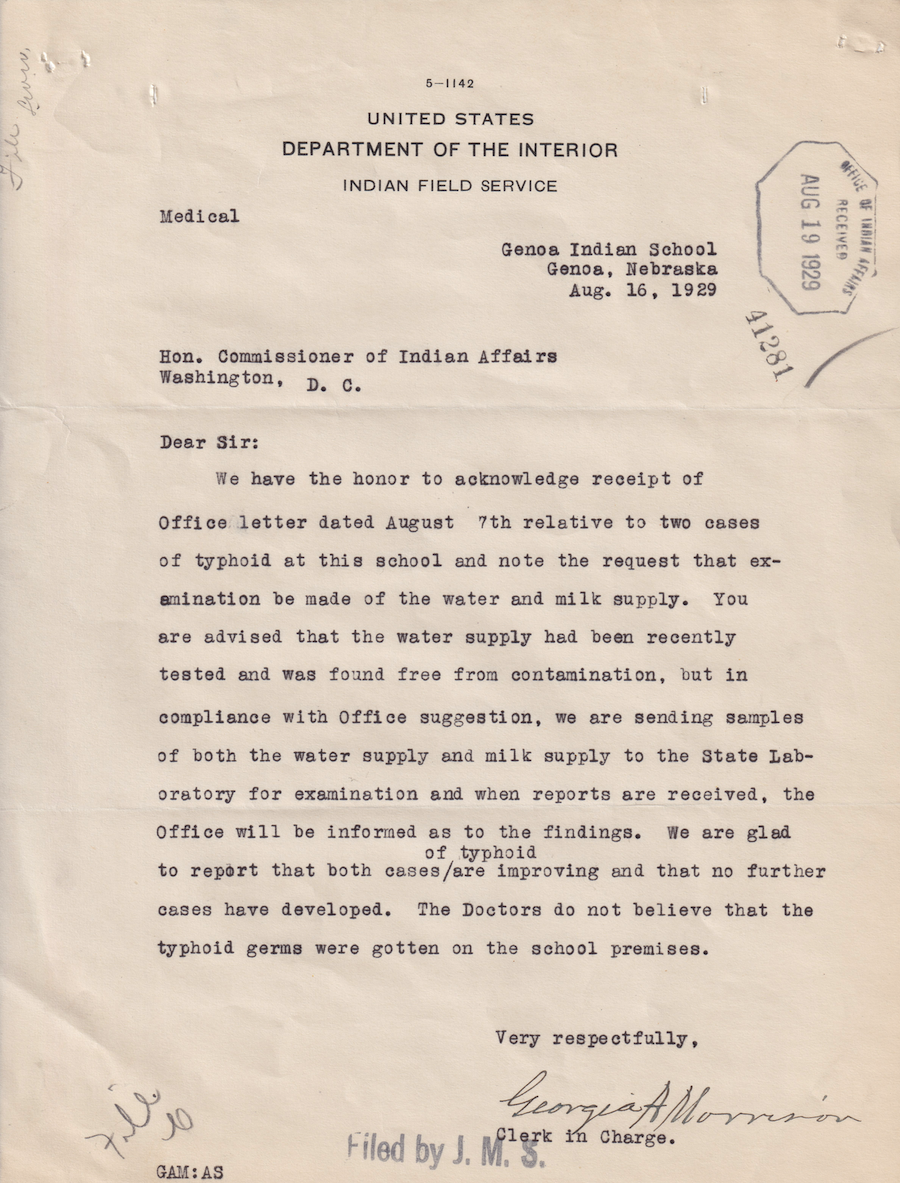 5-1142
UNITED STATES
DEPARTMENT OF THE INTERIOR
INDIAN FIELD SERVICE
Medical
OFFICE OF INDIAN AFFAIRS
RECEIVED
AUG 19 1929
41281
Genoa Indian School
Genoa, Nebraska
Aug. 16, 1929
Hon. Commissioner of Indian Affairs
Washington, D. C.
Dear Sir:
We have the honor to acknowledge receipt of
Office letter dated August 7th relative to two cases
of typhoid at this school and note the request that ex-
amination be made of the water and milk supply. You
are advised that the water supply had been recently
tested and was found free from contamination, but in
compliance with Office suggestion, we are sending samples
of both the water supply and milk supply to the State Lab-
oratory for examination and when reports are received, the
Office will be informed as to the findings. We are glad
of typhoid
to report that both cases/are improving and that no further
cases have developed. The Doctors do not believe that the
typhoid germs were gotten on the school premises.
Very respectfully,
Georgia A Morrison
Clerk in Charge.
File
Filed by J. M. S.
GAM:AS